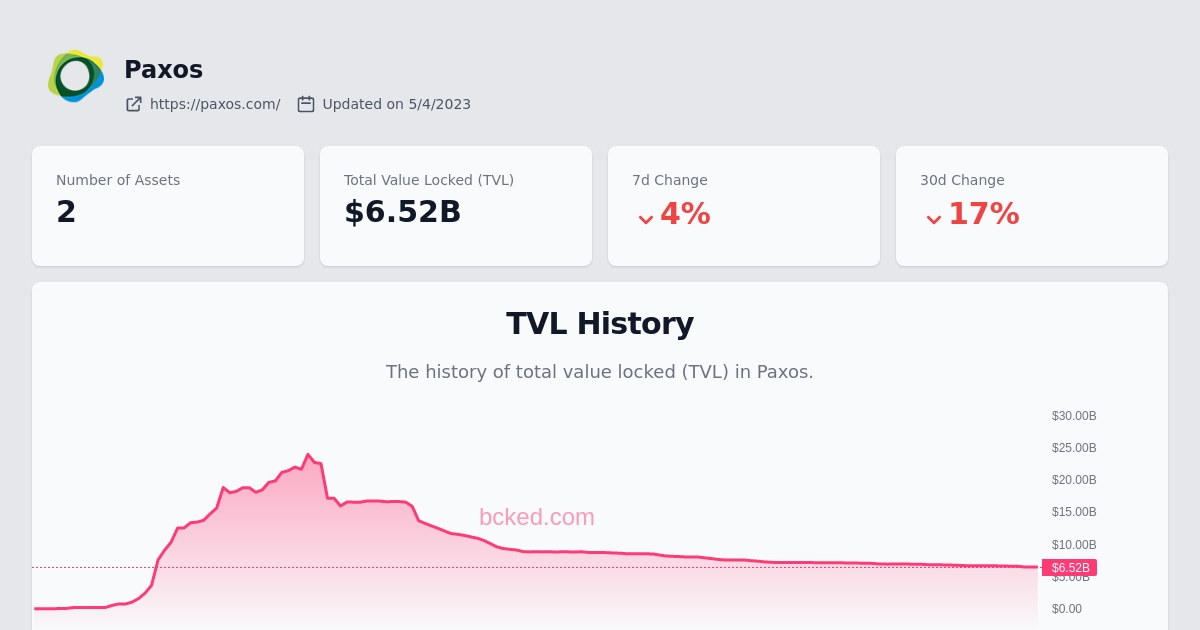 Paxos
https://paxos.com/ Updated on 5/4/2023
Number of Assets
2
Total Value Locked (TVL)
$6.52B
7d Change
4%
30d Change
17%
TVL History
The history of total value locked (TVL) in Paxos.
$30.00B
$25.00B
$20.00B
$15.00B
bcked.com
$10.00B
$6.52B
$5.00B
$0.00